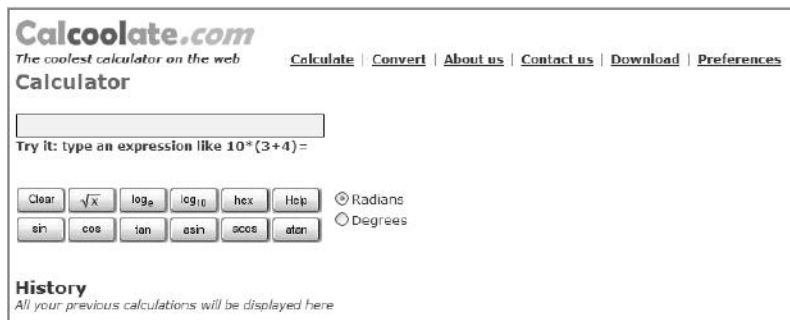 Calcoolate.com
The coolest calculator on the web
Calculate | Convert | About us | Contact us | Download | Preferences
Calculator
Try it: type an expression like 10*(3+4)=
Clear √x loge log10 hex Help Radians
sin cos tan asin acos atan Degrees
History
All your previous calculations will be displayed here